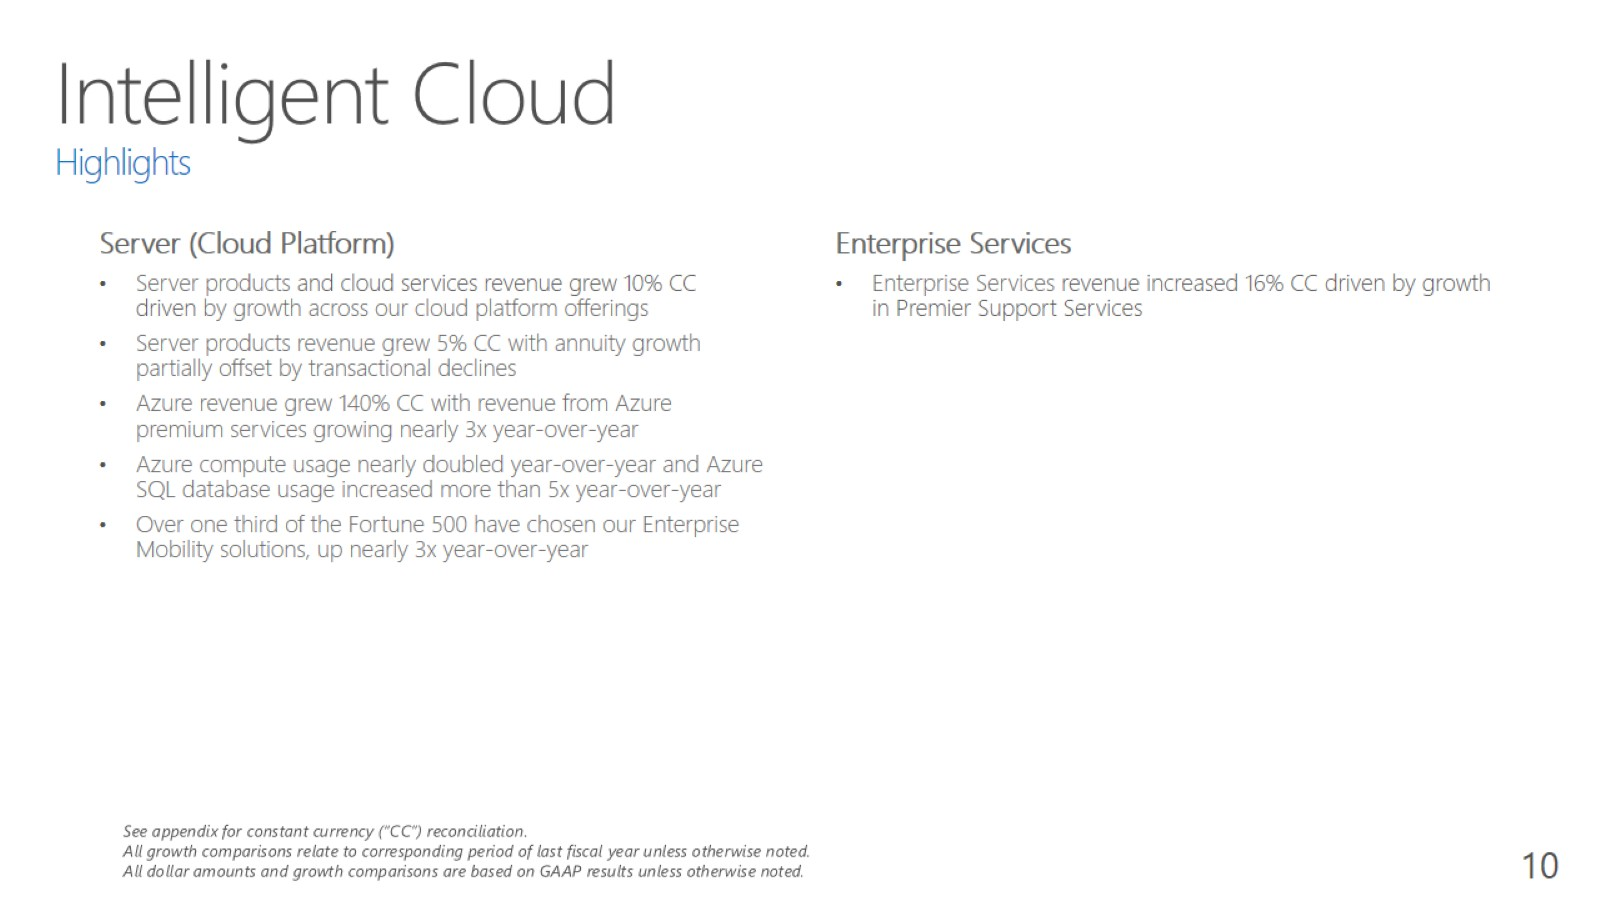 Intelligent Cloud
Highlights
Server (Cloud Platform)
• Server products and cloud services revenue grew 10% CC
driven by growth across our cloud platform offerings
• Server products revenue grew 5% CC with annuity growth
partially offset by transactional declines
• Azure revenue grew 140% CC with revenue from Azure
premium services growing nearly 3x year-over-year
• Azure compute usage nearly doubled year-over-year and Azure
SQL database usage increased more than 5x year-over-year
• Over one third of the Fortune 500 have chosen our Enterprise
Mobility solutions, up nearly 3x year-over-year
Enterprise Services
• Enterprise Services revenue increased 16% CC driven by growth
in Premier Support Services
See appendix for constant currency ("CC") reconciliation.
All growth comparisons relate to corresponding period of last fiscal year unless otherwise noted.
All dollar amounts and growth comparisons are based on GAAP results unless otherwise noted.
10